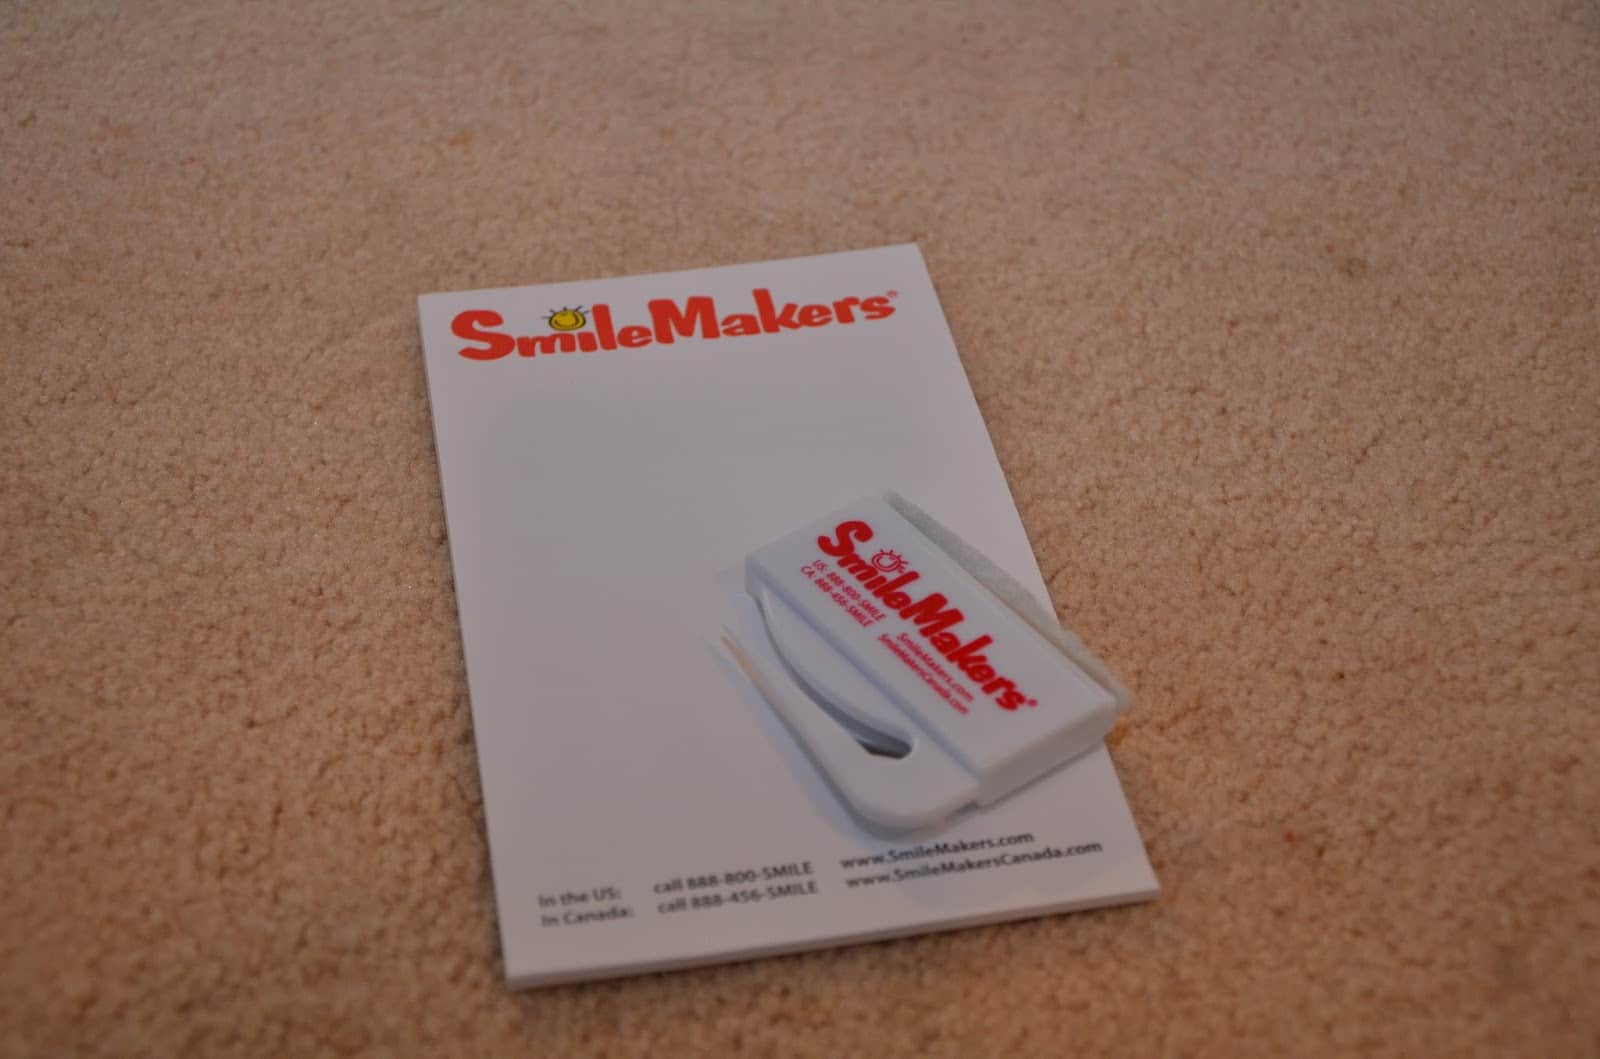 SmileMakers®
SmileMakers®
US: 888-800-SMILE SmileMakers.com
CA: 888-456-SMILE SmileMakersCanada.com
In the US: call 888-800-SMILE www.SmileMakers.com
In Canada: call 888-456-SMILE www.SmileMakersCanada.com